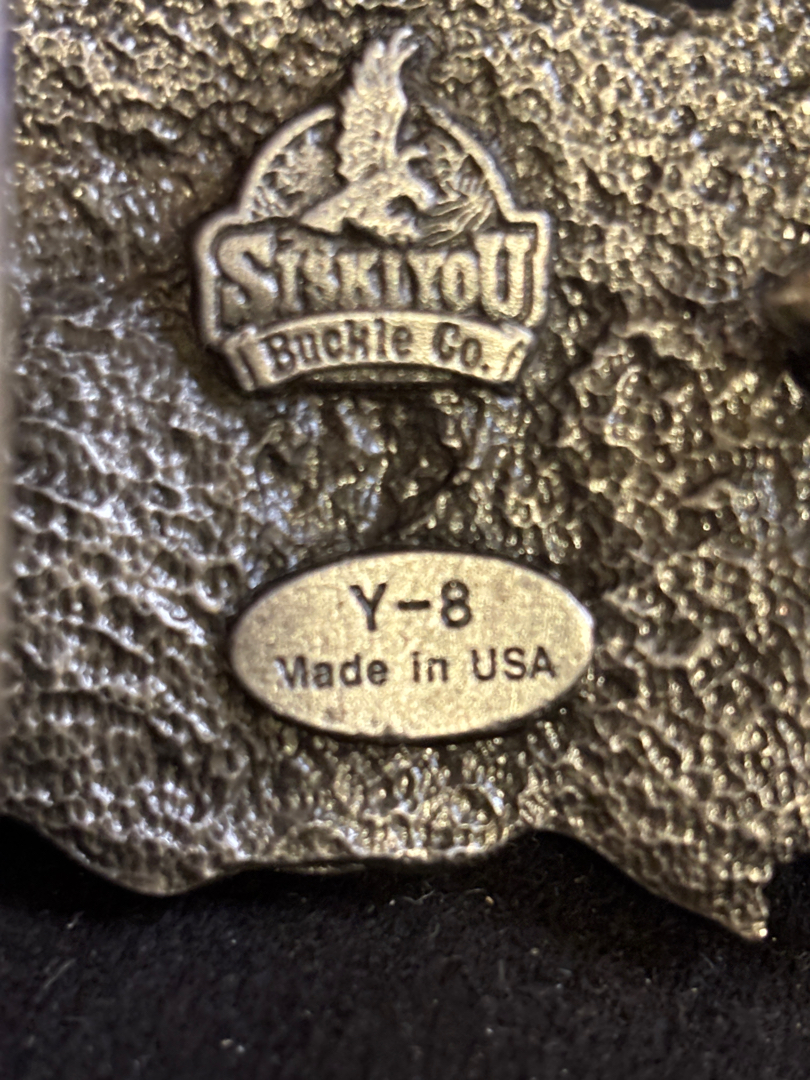 SISKIYOU
Buckle Co.
Y-8
Made in USA